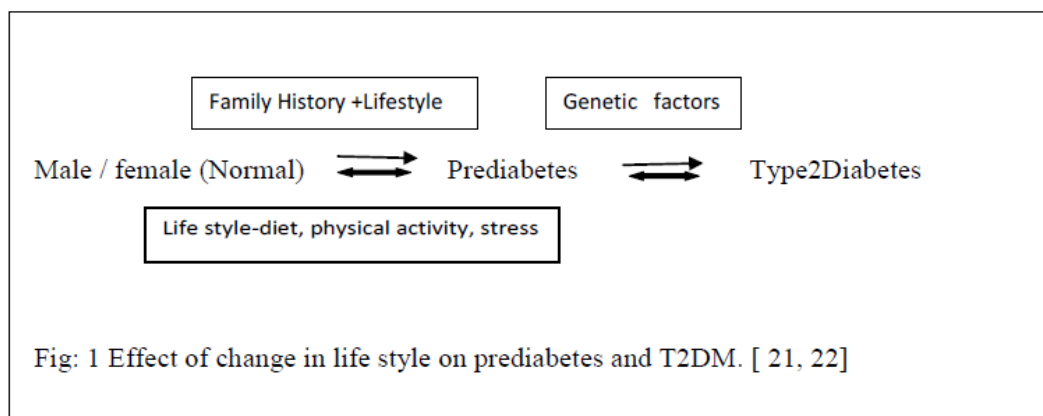 Family History +Lifestyle
Genetic factors
Male / female (Normal) Prediabetes Type2Diabetes
Life style-diet, physical activity, stress
Fig: 1 Effect of change in life style on prediabetes and T2DM. [ 21, 22]